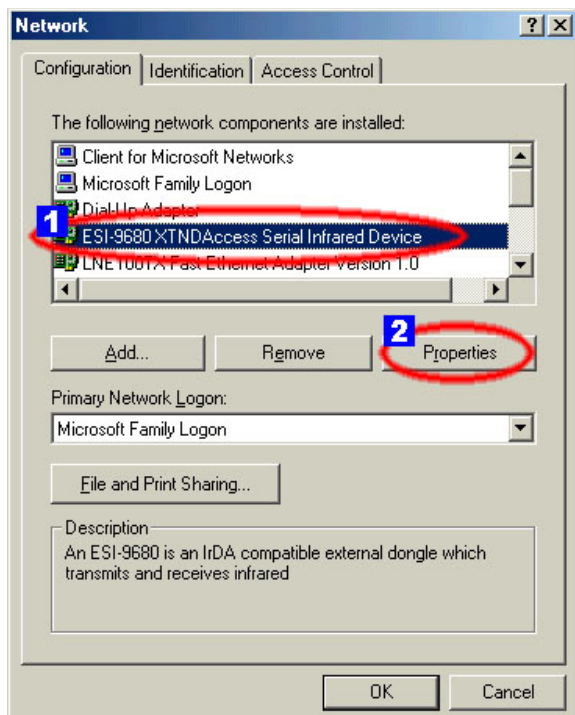 Network
Configuration Identification Access Control
The following network components are installed:
Client for Microsoft Networks
Microsoft Family Logon
Dial-Up Adapter
1
ESI-9680 XTNDAccess Serial Infrared Device
LNE100TX Fast Ethernet Adapter Version 1.0
2
Add... Remove Properties
Primary Network Logon:
Microsoft Family Logon
File and Print Sharing...
Description
An ESI-9680 is an IrDA compatible external dongle which
transmits and receives infrared
OK Cancel